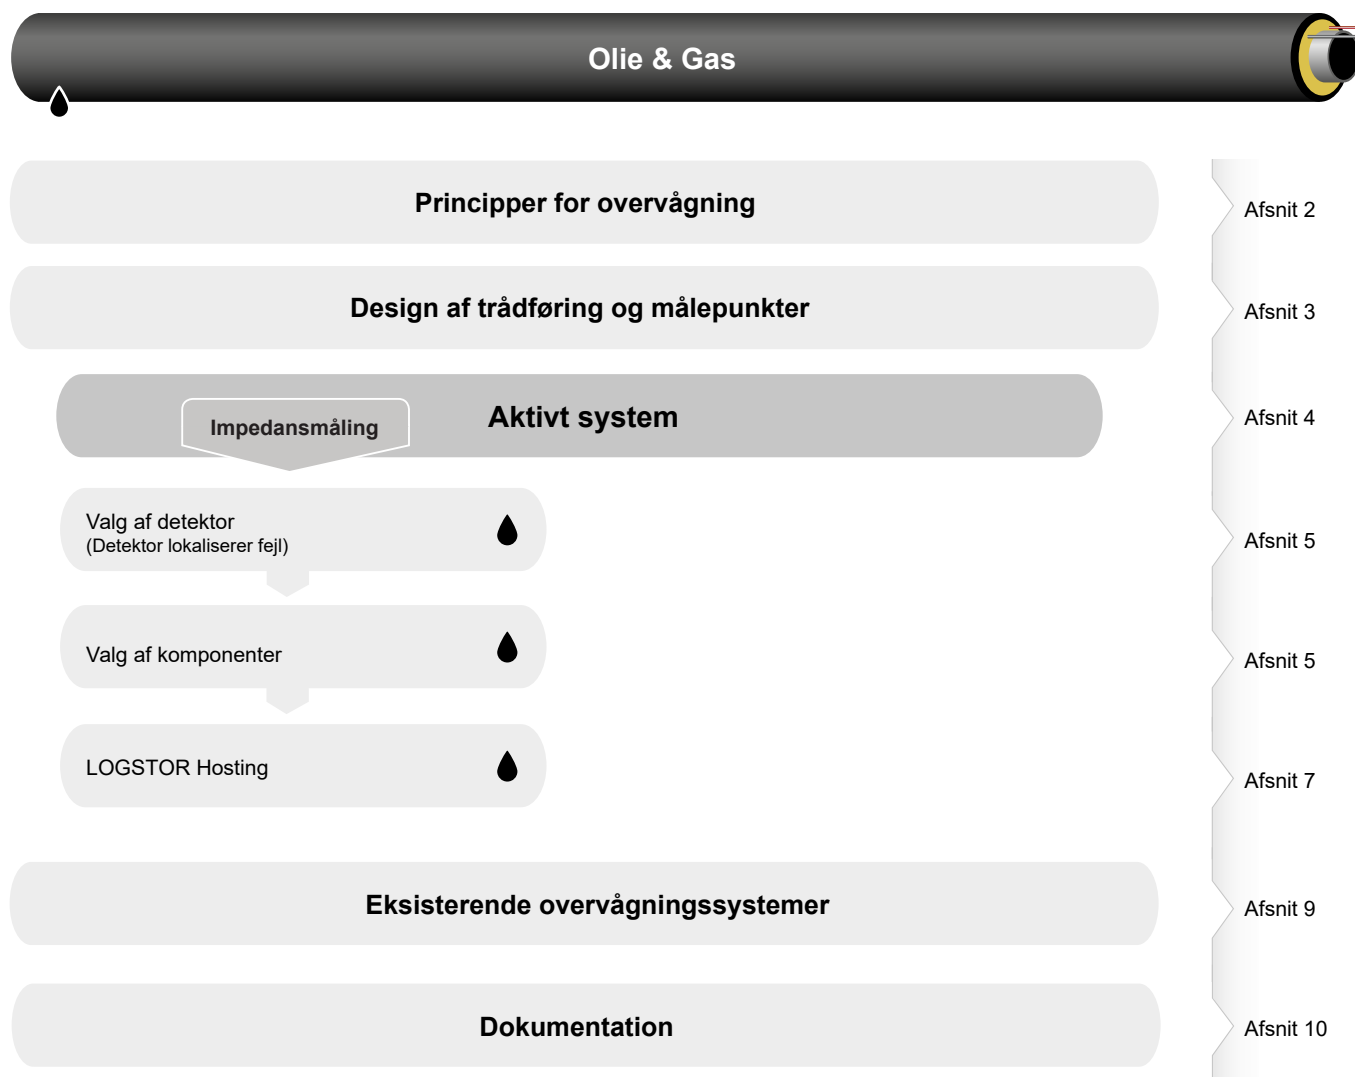 Olie & Gas
Principper for overvågning
Afsnit 2
Design af trådføring og målepunkter
Afsnit 3
Impedansmåling
Aktivt system
Afsnit 4
Valg af detektor
(Detektor lokaliserer fejl)
Afsnit 5
Valg af komponenter
Afsnit 5
LOGSTOR Hosting
Afsnit 7
Eksisterende overvågningssystemer
Afsnit 9
Dokumentation
Afsnit 10